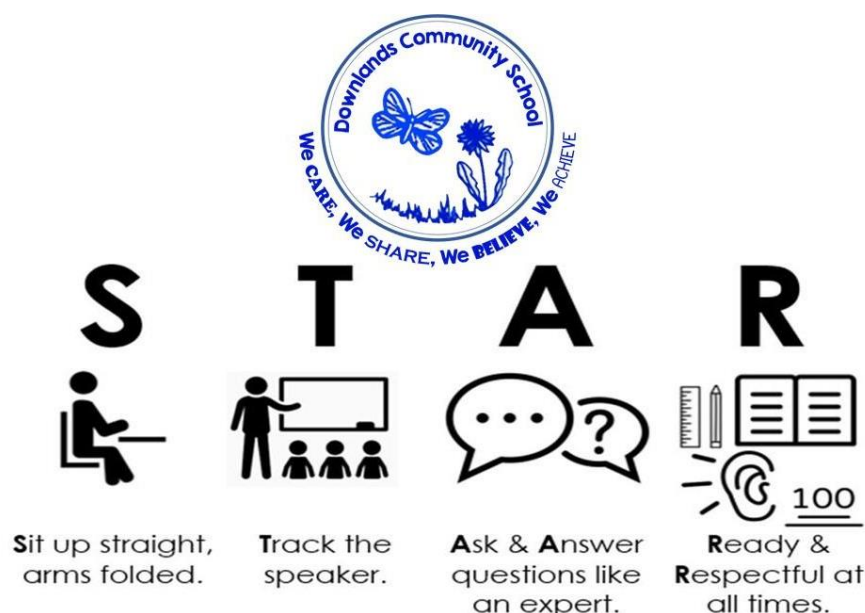 Downlands Community School
We CARE, We SHARE, We BELIEVE, We ACHIEVE
S T A R
?
100
Sit up straight,
arms folded.
Track the
speaker.
Ask & Answer
questions like
an expert.
Ready &
Respectful at
all times.